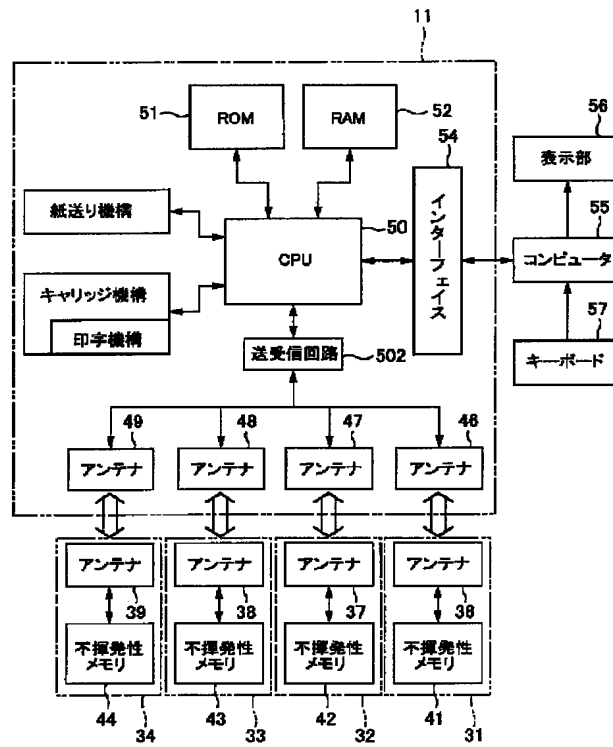 11
51
ROM
RAM
52
54
56
表示部
紙送り機構
50
CPU
インターフェイス
55
コンピュータ
キャリッジ機構
印字機構
57
キーボード
送受信回路
502
49
48
47
46
アンテナ
アンテナ
アンテナ
アンテナ
アンテナ
アンテナ
アンテナ
アンテナ
39
38
37
38
不揮発性
メモリ
不揮発性
メモリ
不揮発性
メモリ
不揮発性
メモリ
44
34
43
33
42
32
41
31